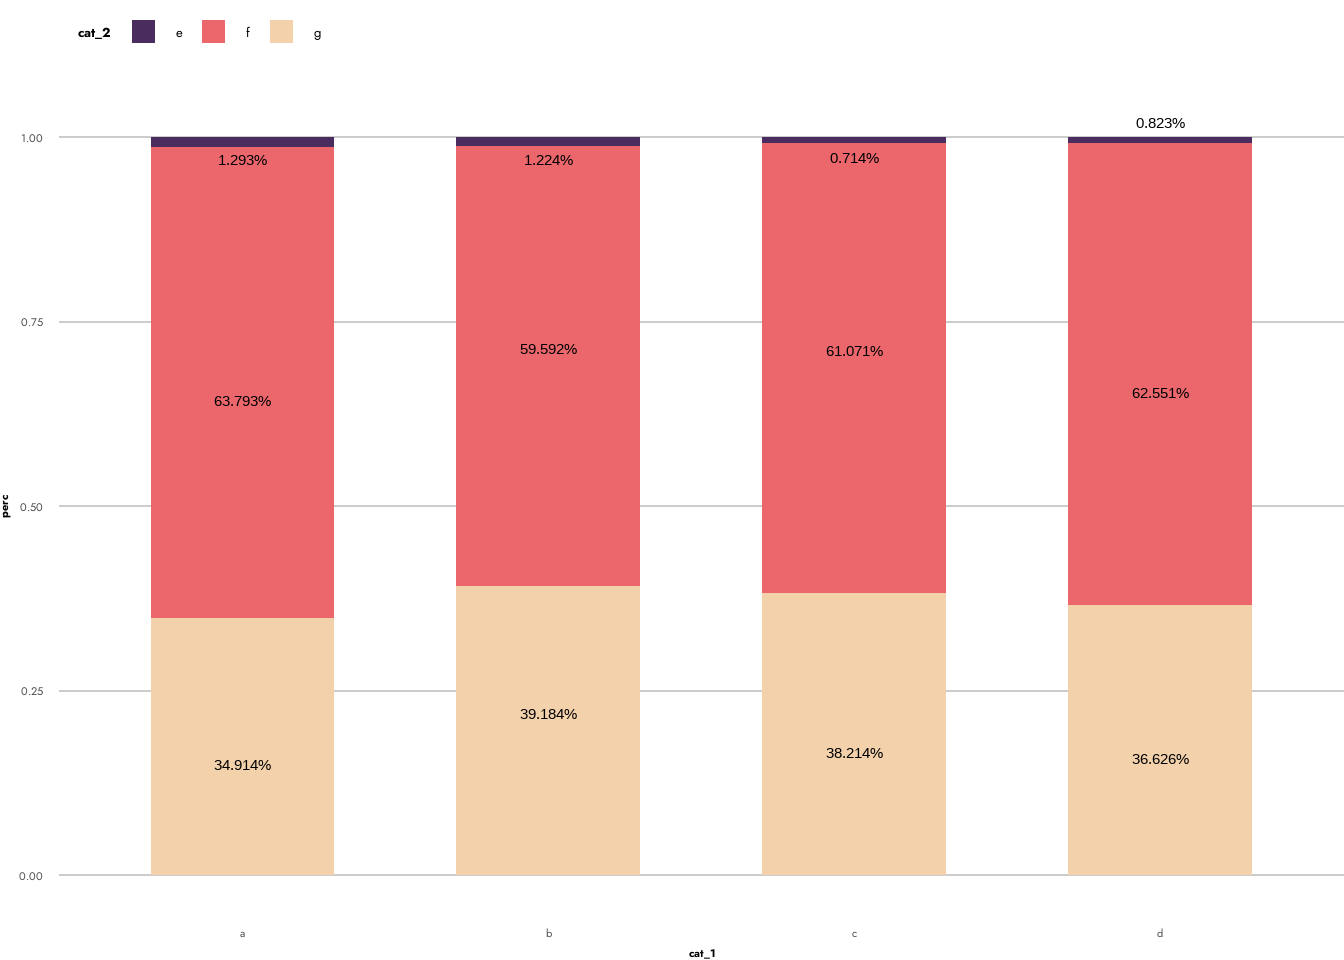 cat_2 e f g
0.823%
1.00
1.293% 1.224% 0.714%
0.75
59.592% 61.071%
63.793% 62.551%
perc
0.50
0.25
39.184%
34.914% 38.214% 36.626%
0.00
a b c d
cat_1